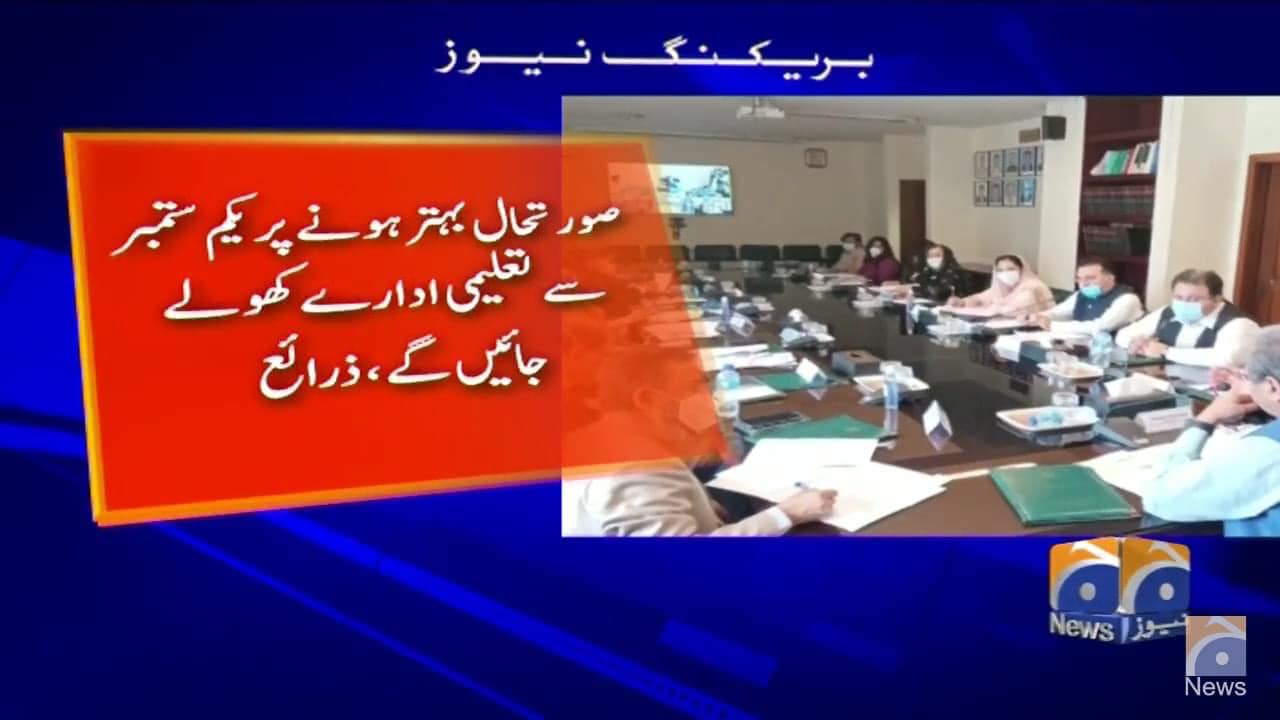 بریکنگ نیوز
صورتحال بہتر ہونے پر یکم ستمبر
سے تعلیمی ادارے کھولے
جائیں گے، ذرائع
News نیوز
News